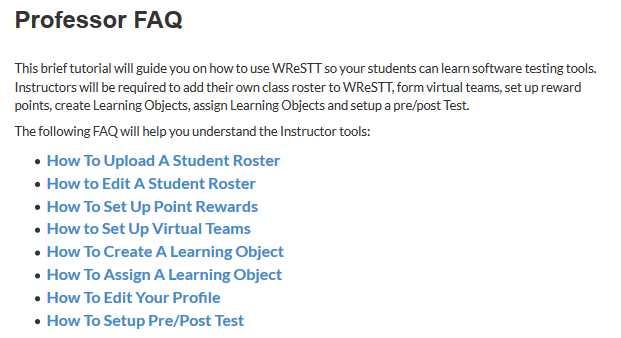 Professor FAQ
This brief tutorial will guide you on how to use WReSTT so your students can learn software testing tools.
Instructors will be required to add their own class roster to WReSTT, form virtual teams, set up reward
points, create Learning Objects, assign Learning Objects and setup a pre/post Test.
The following FAQ will help you understand the Instructor tools:
• How To Upload A Student Roster
• How to Edit A Student Roster
• How To Set Up Point Rewards
• How to Set Up Virtual Teams
• How To Create A Learning Object
• How To Assign A Learning Object
• How To Edit Your Profile
• How To Setup Pre/Post Test